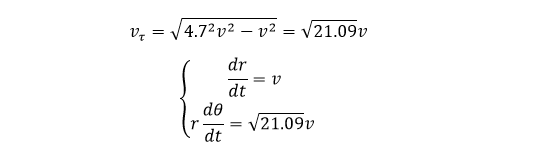 v_τ = √(4.7²v² − v²) = √21.09v
{ dr/dt = v
r dθ/dt = √21.09v